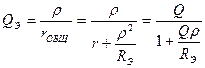 Q_Э = ρ / r_ОБЩ = ρ / (r ÷ ρ² / R_Э) = Q / (1 + Qρ / R_Э)